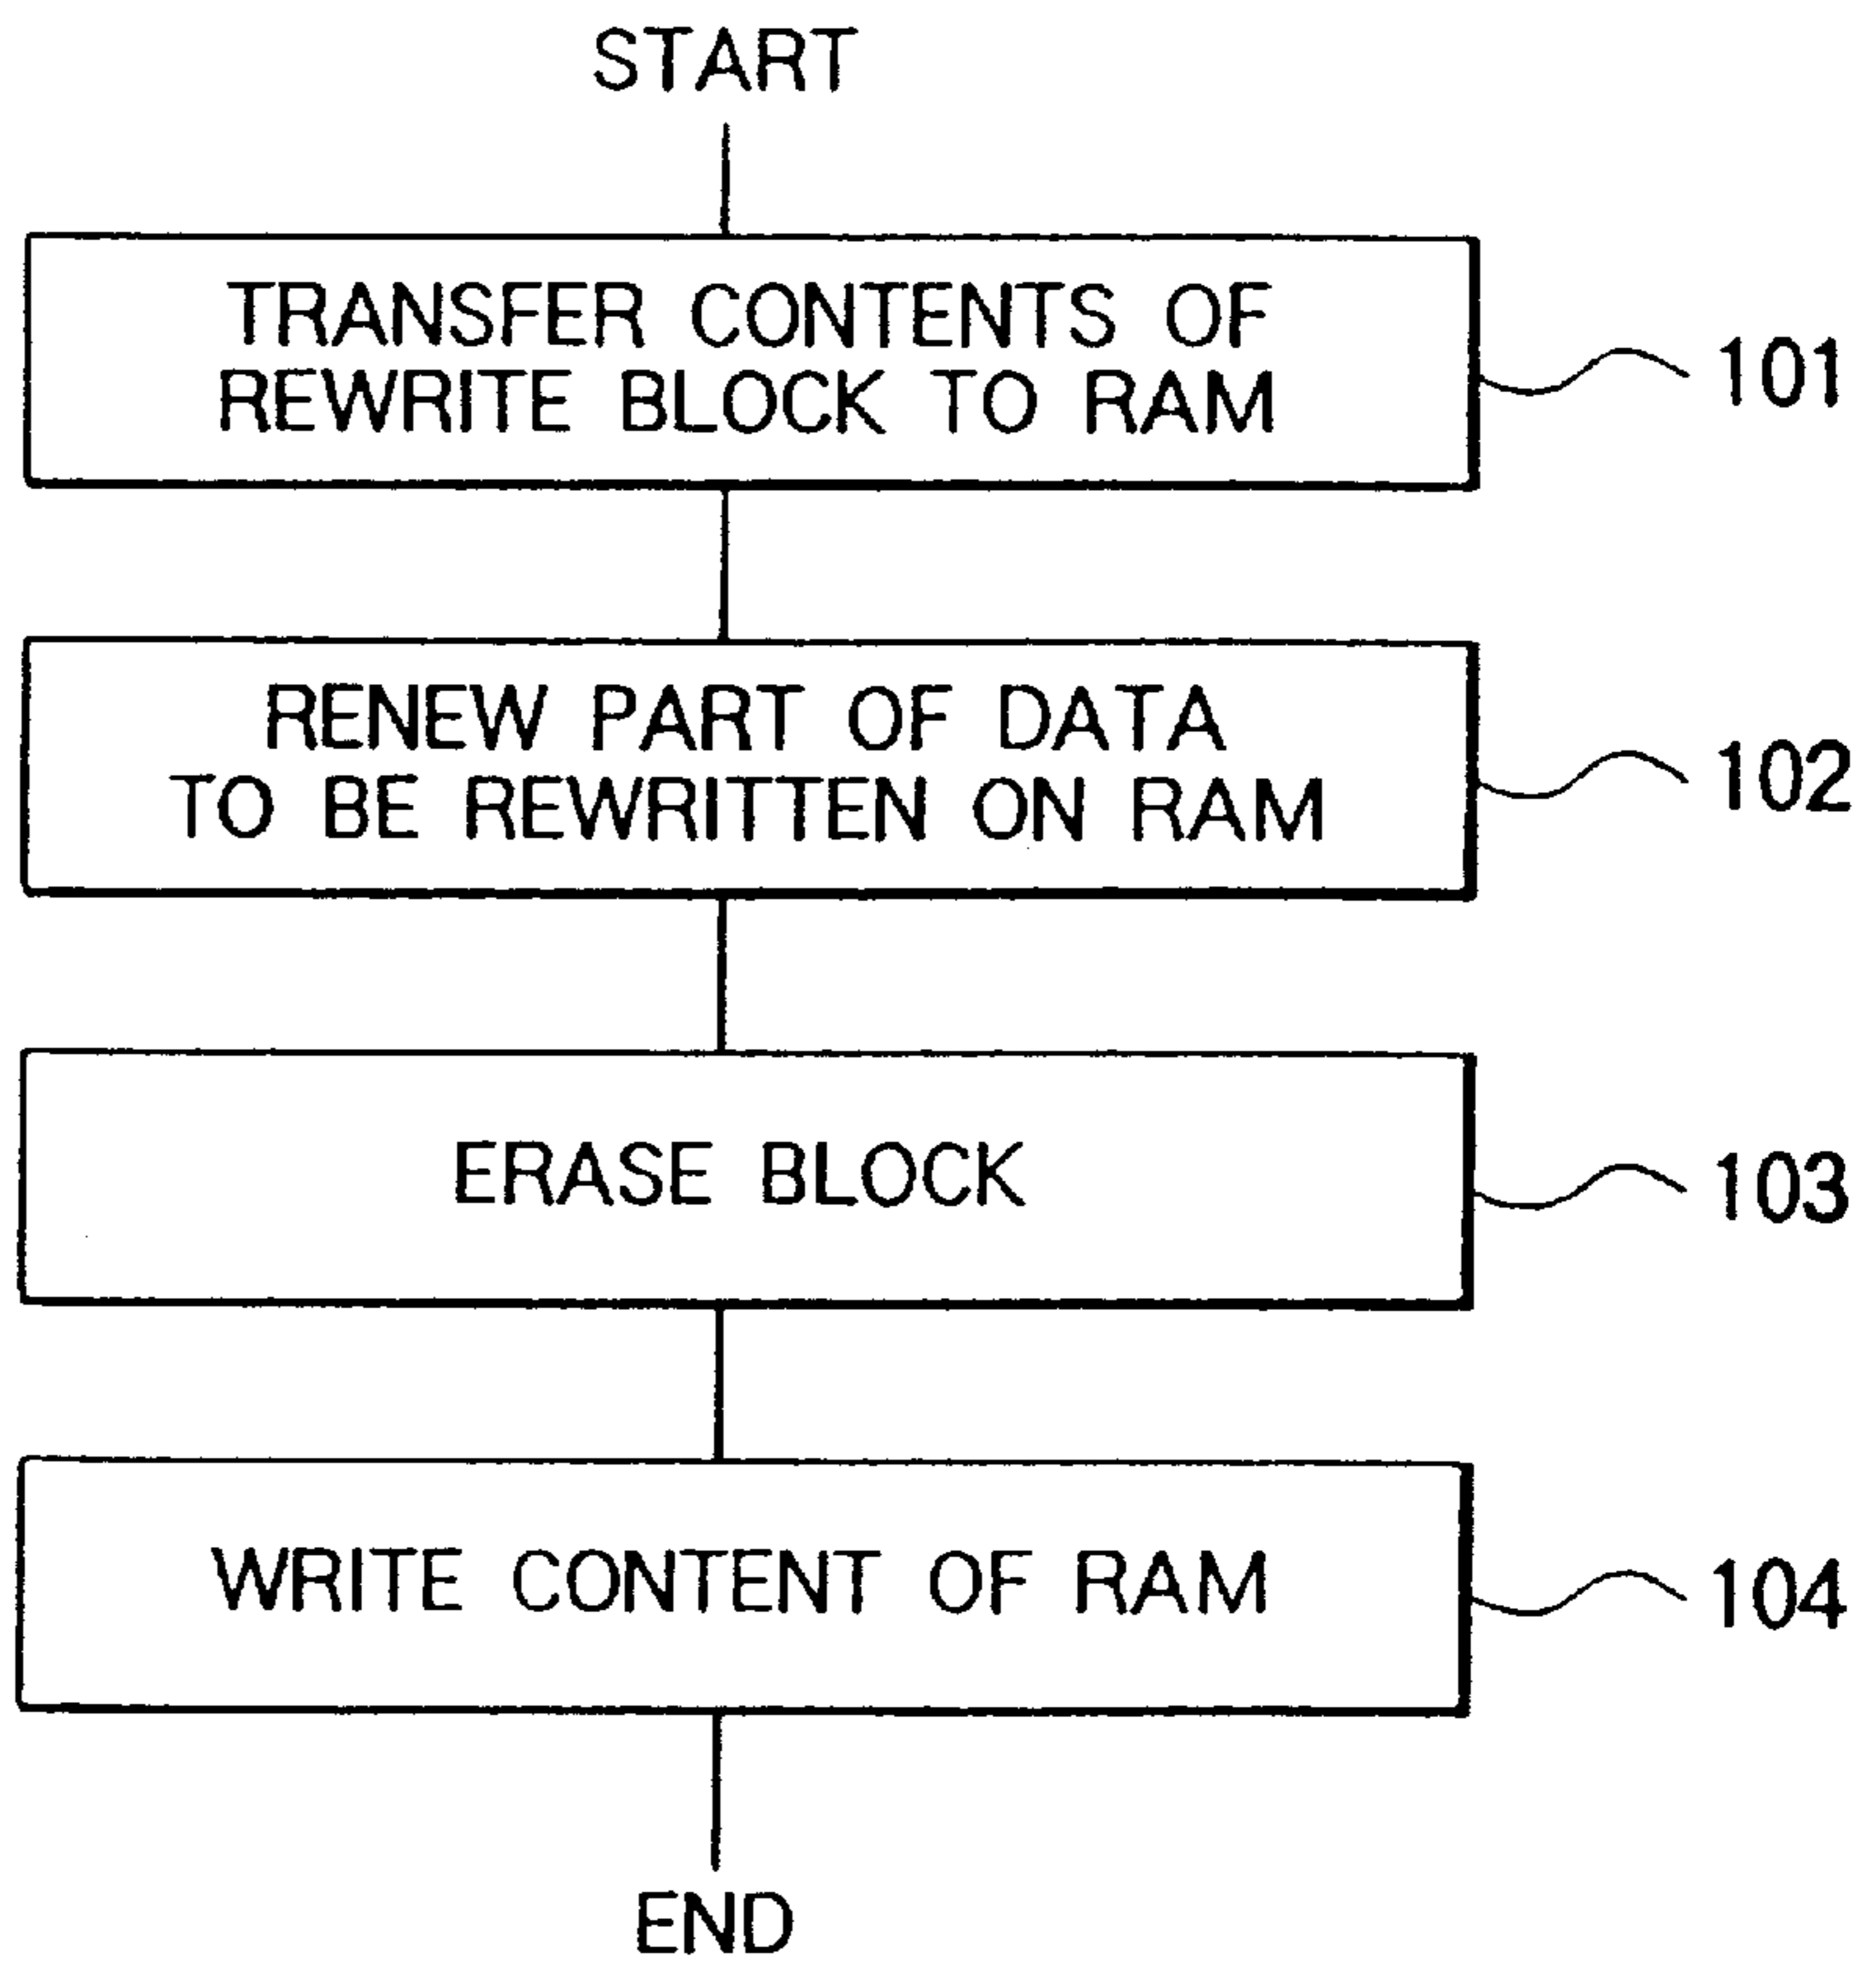 START
TRANSFER CONTENTS OF
REWRITE BLOCK TO RAM
101
RENEW PART OF DATA
TO BE REWRITTEN ON RAM
102
ERASE BLOCK
103
WRITE CONTENT OF RAM
104
END